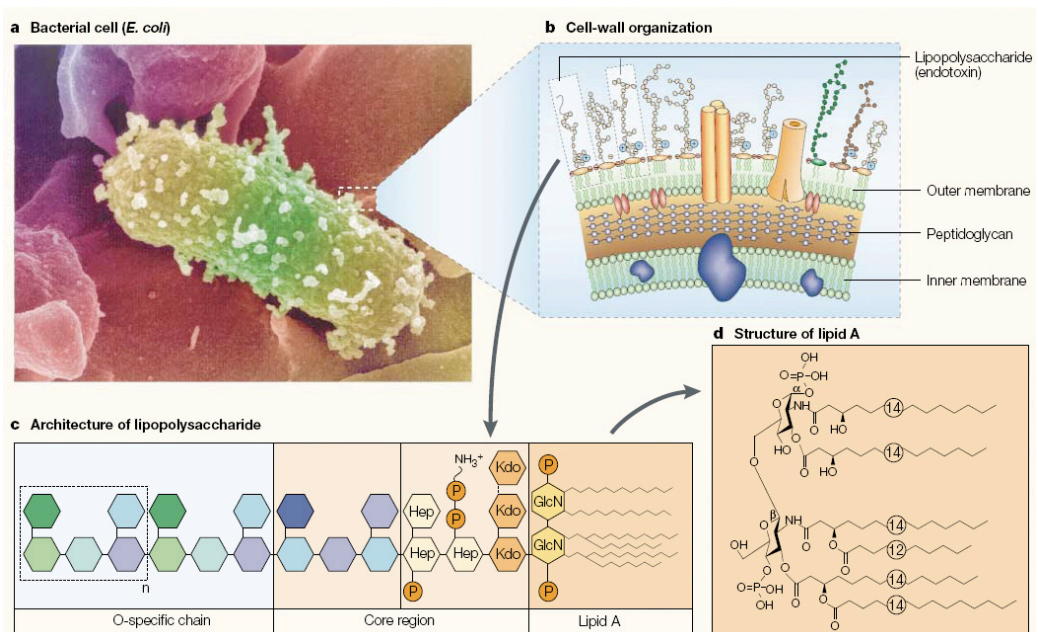 a Bacterial cell (E. coli)
b Cell-wall organization
Lipopolysaccharide
(endotoxin)
Outer membrane
Peptidoglycan
Inner membrane
d Structure of lipid A
OH
O=P–OH
O
α
O
NH
14
O
HO
O
HO
O
14
O
HO
O
β
O
NH
14
OH
O
O
12
O
O
O
O=P–OH
OH
O
14
O
O
14
c Architecture of lipopolysaccharide
NH3+
Kdo
P
P
GlcN
Hep
P
Kdo
Hep
Hep
Kdo
GlcN
P
P
n
O-specific chain
Core region
Lipid A